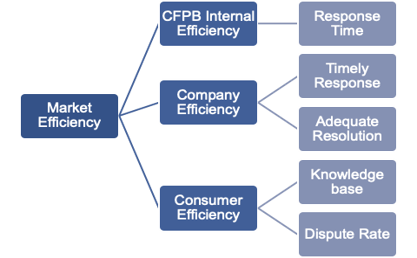 CFPB Internal
Efficiency
Response
Time
Market
Efficiency
Company
Efficiency
Timely
Response
Adequate
Resolution
Consumer
Efficiency
Knowledge
base
Dispute Rate